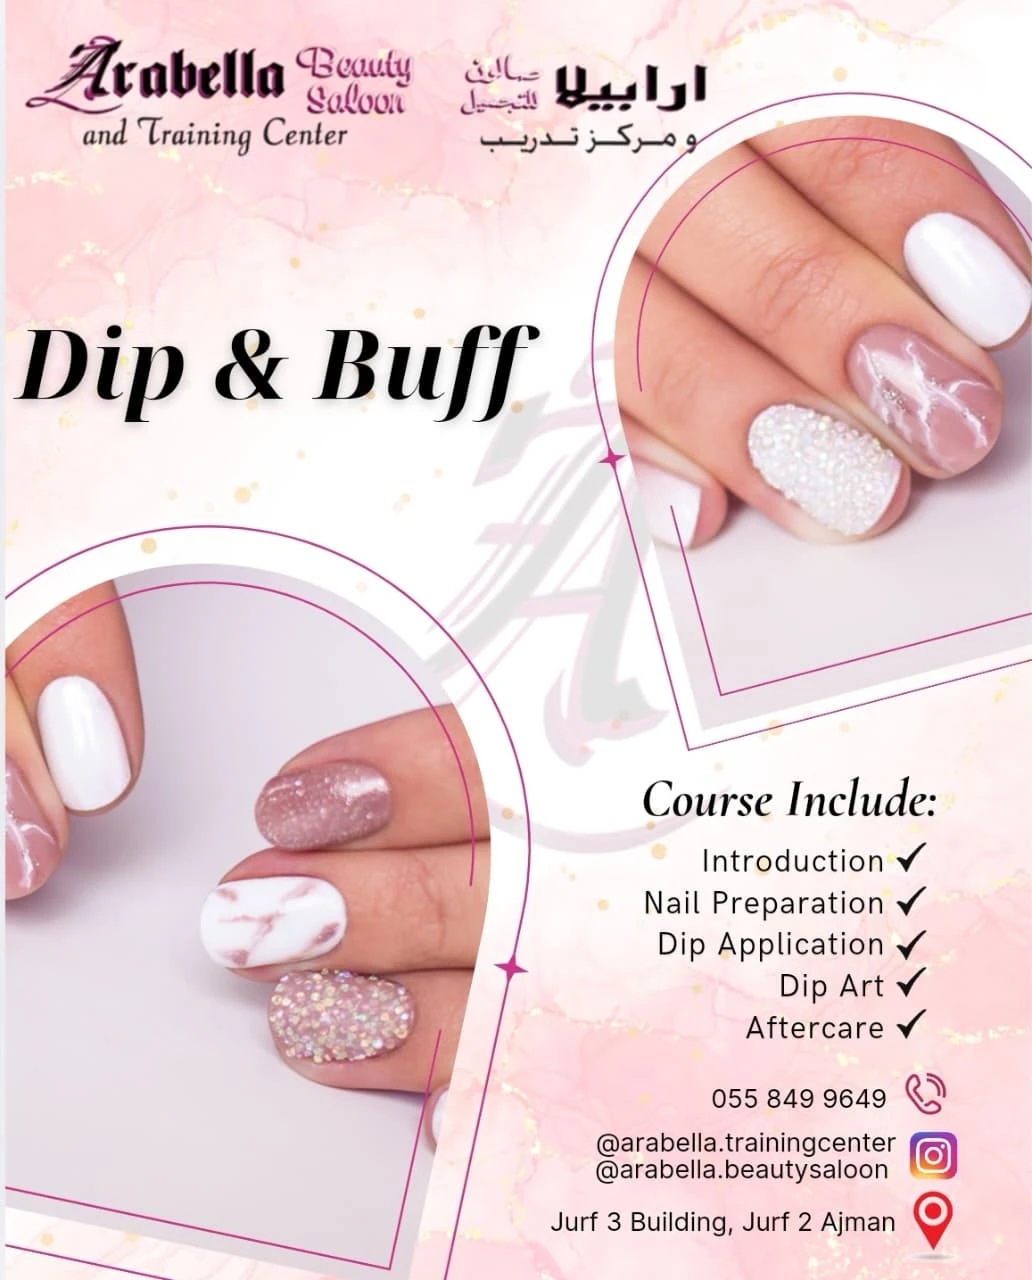 Arabella Beauty Saloon
and Training Center
ارابيلا صالون للتجميل
و مركز تدريب
Dip & Buff
Course Include:
Introduction ✓
Nail Preparation ✓
Dip Application ✓
Dip Art ✓
Aftercare ✓
055 849 9649
@arabella.trainingcenter
@arabella.beautysaloon
Jurf 3 Building, Jurf 2 Ajman